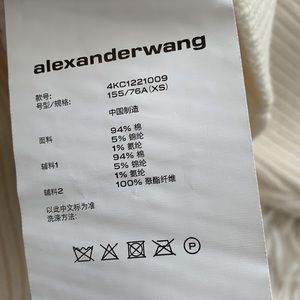 alexanderwang
款号: 4KC1221009
号型/规格: 155/76A(XS)
中国制造
面料 94% 棉
5% 锦纶
1% 氨纶
辅料1 94% 棉
5% 锦纶
1% 氨纶
辅料2 100% 聚酯纤维
以此中文标为准
洗涤方法:
P